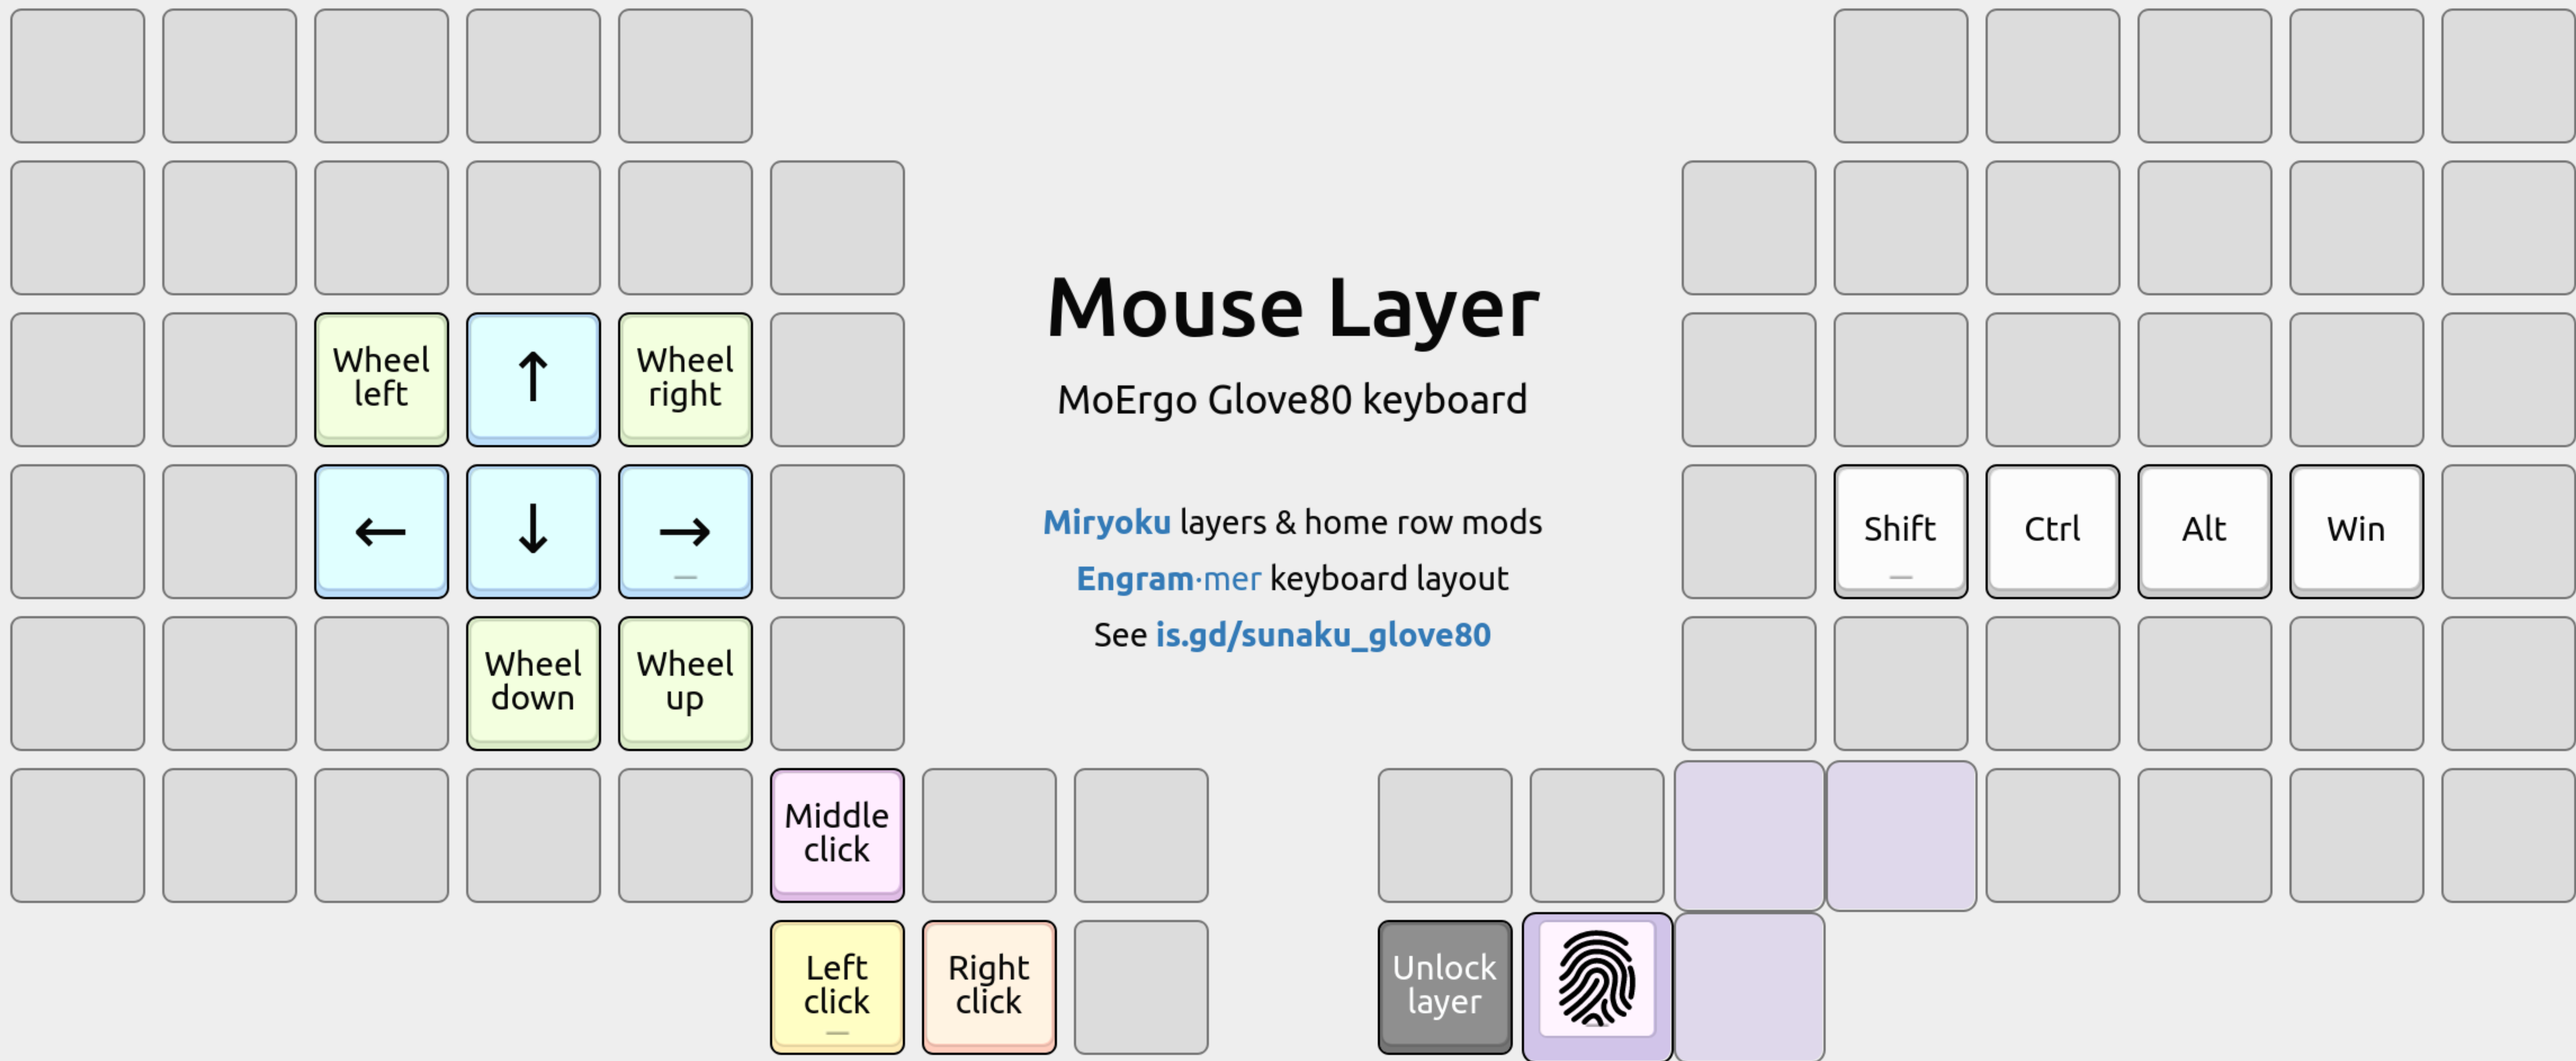 Mouse Layer
MoErgo Glove80 keyboard
Wheel
left
↑
Wheel
right
Miryoku layers & home row mods
Engram·mer keyboard layout
See is.gd/sunaku_glove80
←
↓
→
Shift
Ctrl
Alt
Win
Wheel
down
Wheel
up
Middle
click
Left
click
Right
click
Unlock
layer